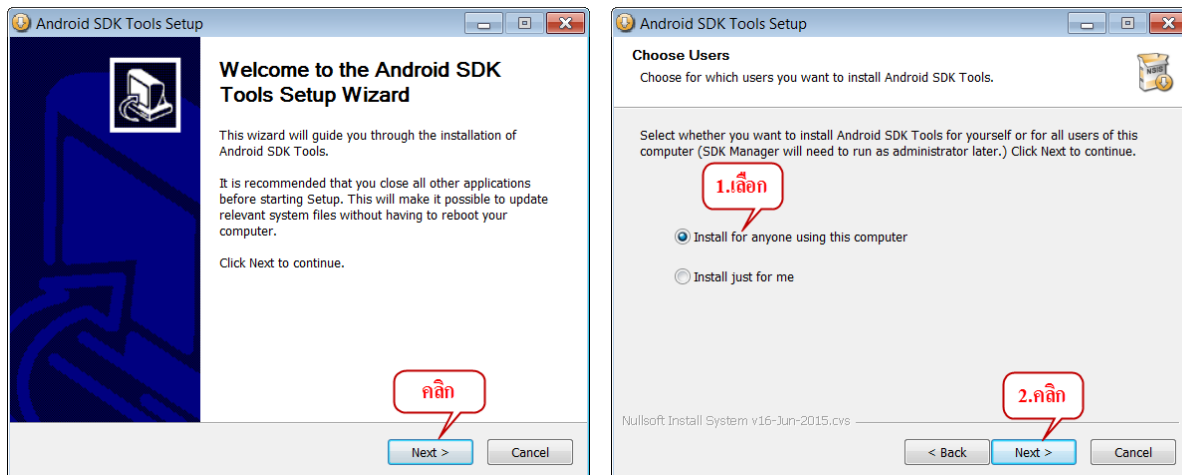 Android SDK Tools Setup
Welcome to the Android SDK
Tools Setup Wizard
This wizard will guide you through the installation of
Android SDK Tools.
It is recommended that you close all other applications
before starting Setup. This will make it possible to update
relevant system files without having to reboot your
computer.
Click Next to continue.
คลิก
Next >
Cancel
Android SDK Tools Setup
Choose Users
Choose for which users you want to install Android SDK Tools.
NSIS
Select whether you want to install Android SDK Tools for yourself or for all users of this
computer (SDK Manager will need to run as administrator later.) Click Next to continue.
1.เลือก
Install for anyone using this computer
Install just for me
2.คลิก
Nullsoft Install System v16-Jun-2015.cvs
< Back
Next >
Cancel